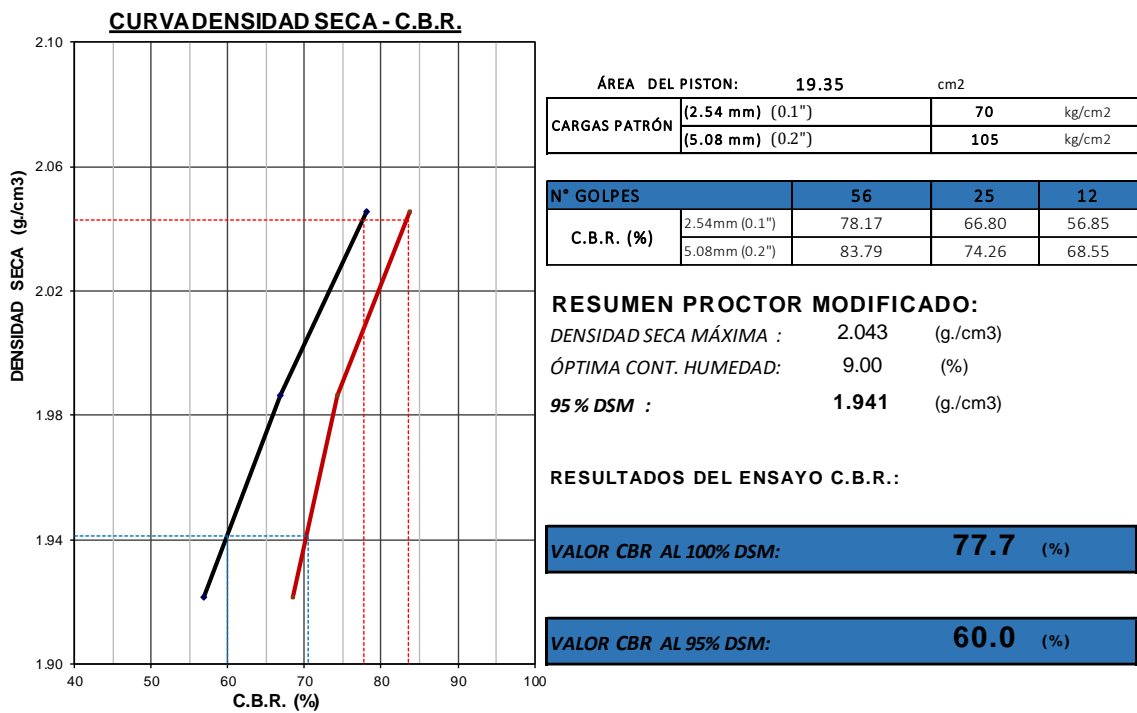 CURVA DENSIDAD SECA - C.B.R.
DENSIDAD SECA (g./cm3)
2.10
2.06
2.02
1.98
1.94
1.90
40 50 60 70 80 90 100
C.B.R. (%)
ÁREA DEL PISTON: 19.35 cm2
CARGAS PATRÓN
(2.54 mm) (0.1") 70 kg/cm2
(5.08 mm) (0.2") 105 kg/cm2
N° GOLPES 56 25 12
C.B.R. (%)
2.54mm (0.1") 78.17 66.80 56.85
5.08mm (0.2") 83.79 74.26 68.55
RESUMEN PROCTOR MODIFICADO:
DENSIDAD SECA MÁXIMA : 2.043 (g./cm3)
ÓPTIMA CONT. HUMEDAD: 9.00 (%)
95 % DSM : 1.941 (g./cm3)
RESULTADOS DEL ENSAYO C.B.R.:
VALOR CBR AL 100% DSM: 77.7 (%)
VALOR CBR AL 95% DSM: 60.0 (%)